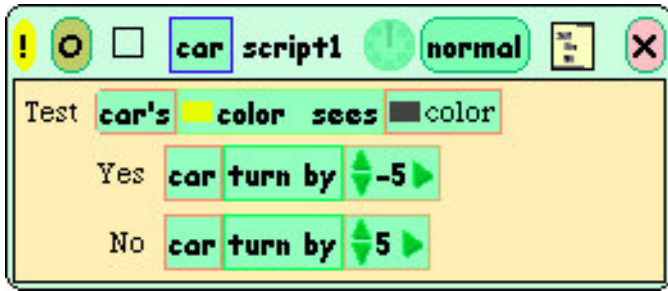 ! O car script1 normal X
Test car's color sees color
Yes car turn by -5
No car turn by 5